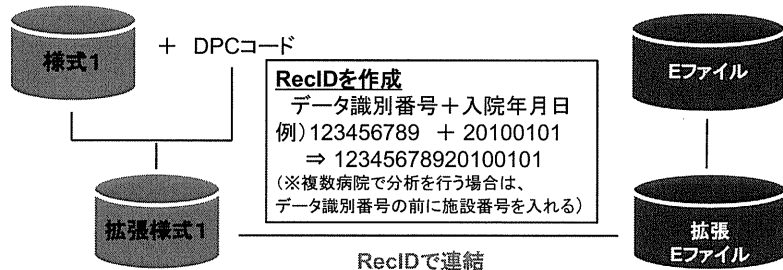 様式1
+ DPCコード
Eファイル
RecIDを作成
データ識別番号+入院年月日
例)123456789 + 20100101
⇒ 12345678920100101
(※複数病院で分析を行う場合は、
データ識別番号の前に施設番号を入れる)
拡張様式1
拡張
Eファイル
RecIDで連結